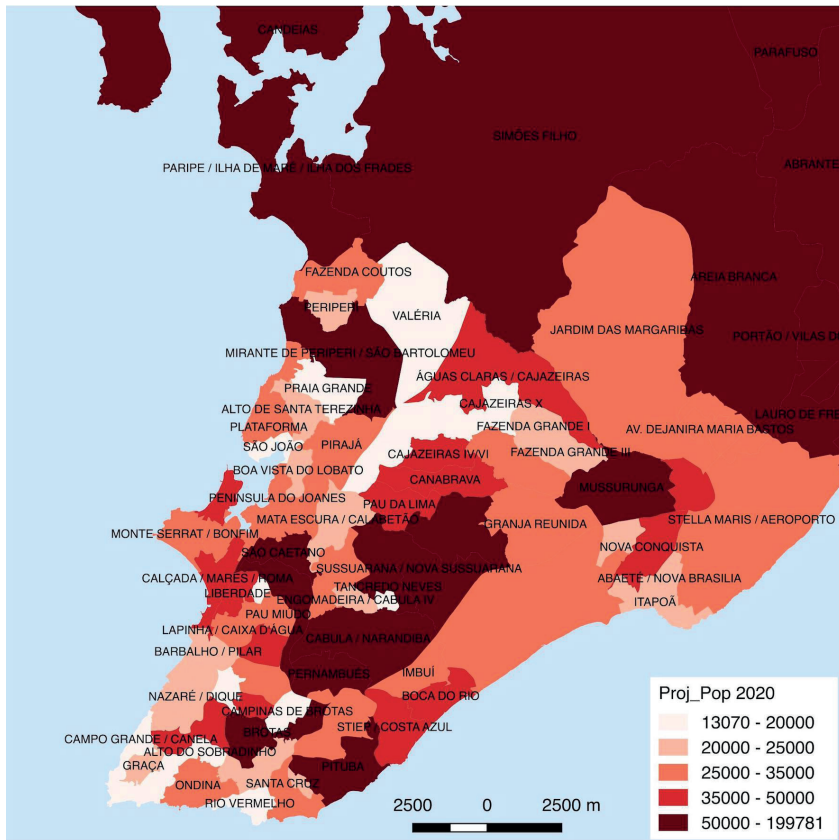 CANDEIAS
PARAFUSO
SIMÕES FILHO
ABRANTE
PARIPE / ILHA DE MARÉ / ILHA DOS FRADES
FAZENDA COUTOS
AREIA BRANCA
PERIPERI
VALÉRIA
JARDIM DAS MARGARIBAS
PORTÃO / VILAS DO
MIRANTE DE PERIPERI / SÃO BARTOLOMEU
ÁGUAS CLARAS / CAJAZEIRAS
PRAIA GRANDE
CAJAZEIRAS X
ALTO DE SANTA TEREZINHA
LAURO DE FRE
PLATAFORMA
FAZENDA GRANDE I
AV. DEJANIRA MARIA BASTOS
SÃO JOÃO
PIRAJÁ
CAJAZEIRAS IV/VI
FAZENDA GRANDE III
BOA VISTA DO LOBATO
CANABRAVA
MUSSURUNGA
PENINSULA DO JOANES
PAU DA LIMA
MATA ESCURA / CALABETÃO
GRANJA REUNIDA
STELLA MARIS / AEROPORTO
MONTE SERRAT / BONFIM
SÃO CAETANO
NOVA CONQUISTA
SUSSUARANA / NOVA SUSSUARANA
CALÇADA / MARES / ROMA
TANCREDO NEVES
ABAETÉ / NOVA BRASILIA
LIBERDADE
ENGOMADEIRA / CABULA IV
ITAPOÃ
PAU MIUDO
LAPINHA / CAIXA D'ÁGUA
CABULA / NARANDIBA
BARBALHO / PILAR
PERNAMBUÉS
IMBUÍ
NAZARÉ / DIQUE
BOCA DO RIO
CAMPINAS DE BROTAS
STIEP / COSTA AZUL
BROTAS
CAMPO GRANDE / CANELA
ALTO DO SOBRADINHO
GRAÇA
PITUBA
ONDINA
SANTA CRUZ
RIO VERMELHO
Proj_Pop 2020
13070 - 20000
20000 - 25000
25000 - 35000
35000 - 50000
50000 - 199781
2500 0 2500 m